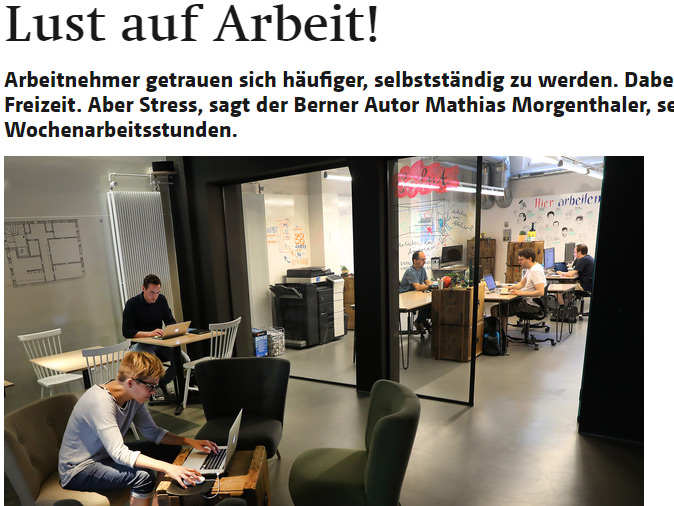 Lust auf Arbeit!
Arbeitnehmer getrauen sich häufiger, selbstständig zu werden. Dabe
Freizeit. Aber Stress, sagt der Berner Autor Mathias Morgenthaler, se
Wochenarbeitsstunden.
Hier arbeiten